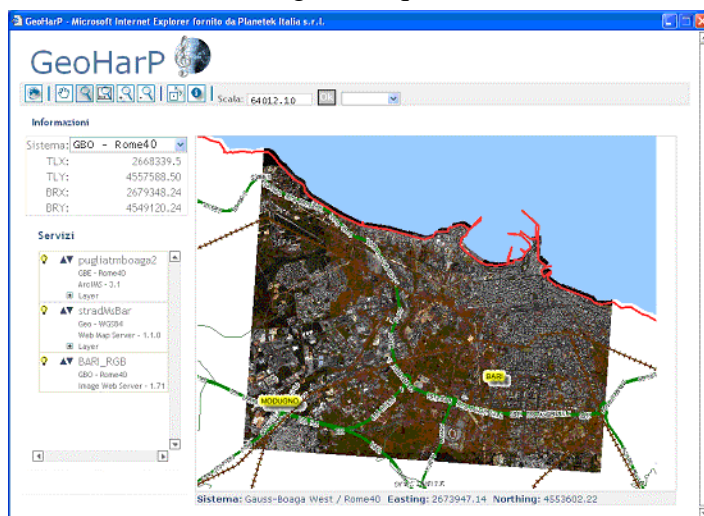 GeoHarP - Microsoft Internet Explorer fornito da Planetek Italia s.r.l.
GeoHarP
Scala: 64012.10 Ok
Informazioni
Sistema: GBO - Rome40
TLX: 2668339.5
TLY: 4557588.50
BRX: 2679348.24
BRY: 4549120.24
Servizi
pugliatmboaga2
GBE - Rome40
ArcIMS - 3.1
Layer
stradMsBar
Geo - WGS84
Web Map Server - 1.1.0
Layer
BARI_RGB
GBO - Rome40
Image Web Server - 1.71
BARI
MODUGNO
Sistema: Gauss-Boaga West / Rome40 Easting: 2673947.14 Northing: 4553602.22